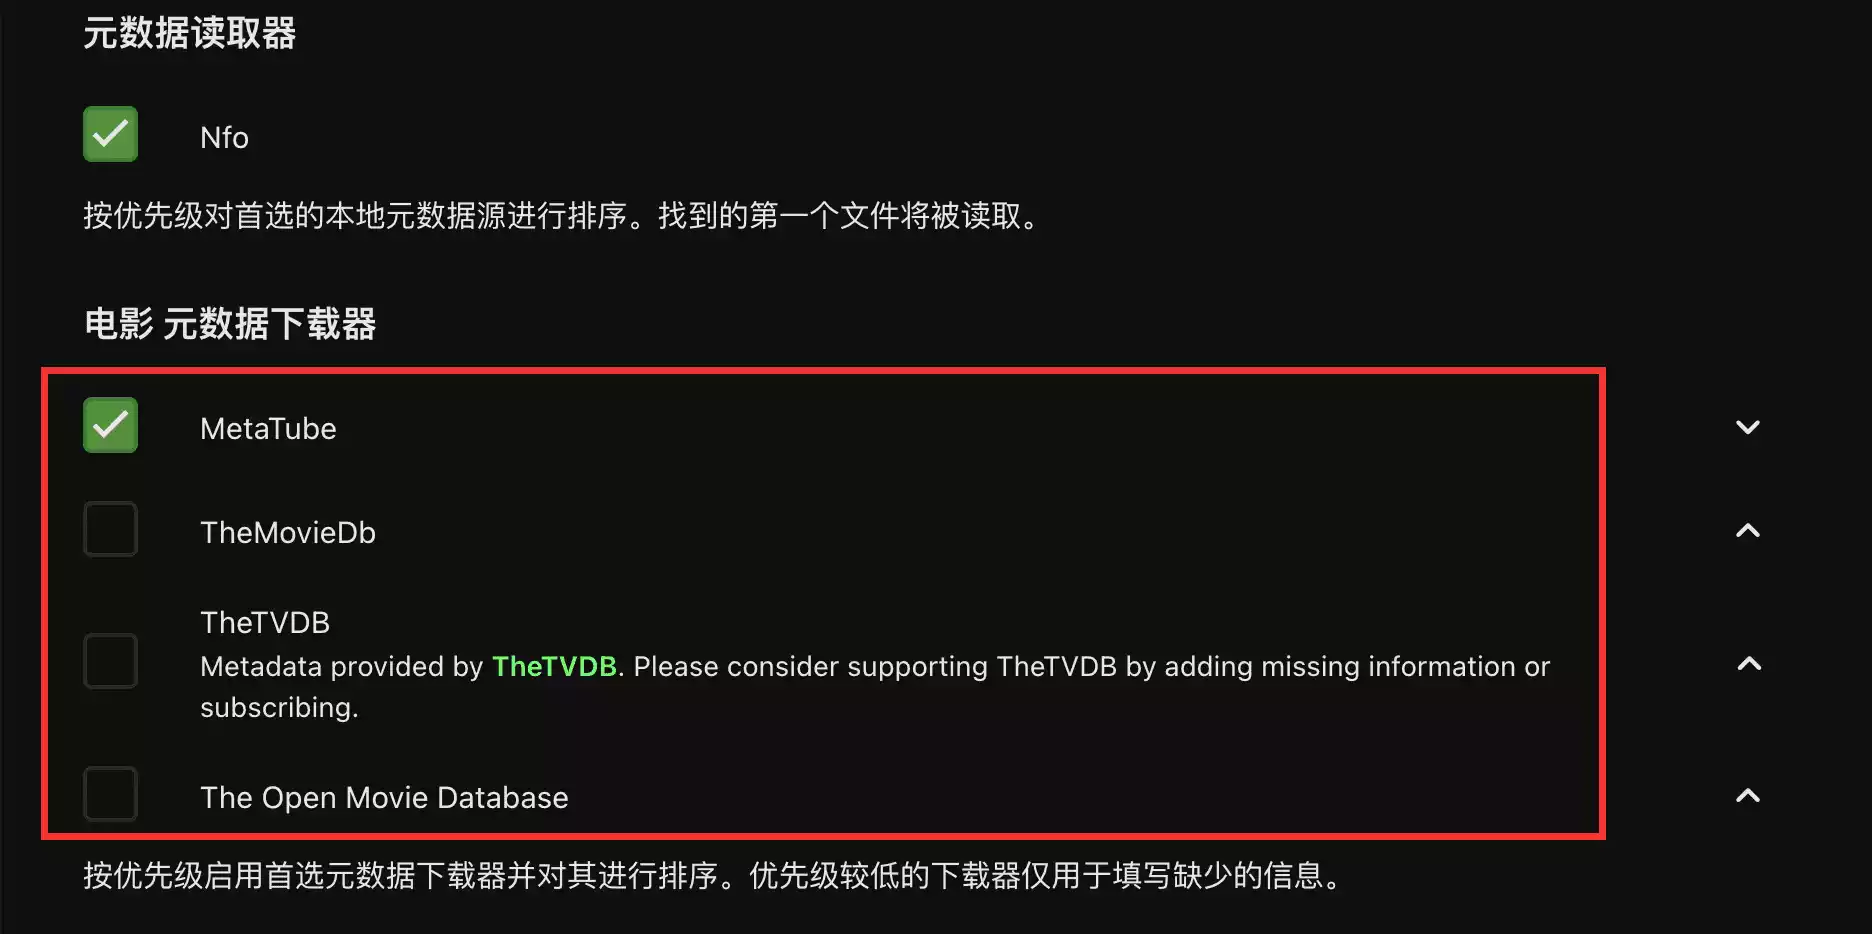 元数据读取器
Nfo
按优先级对首选的本地元数据源进行排序。找到的第一个文件将被读取。
电影 元数据下载器
MetaTube
TheMovieDb
TheTVDB
Metadata provided by TheTVDB. Please consider supporting TheTVDB by adding missing information or
subscribing.
The Open Movie Database
按优先级启用首选元数据下载器并对其进行排序。优先级较低的下载器仅用于填写缺少的信息。